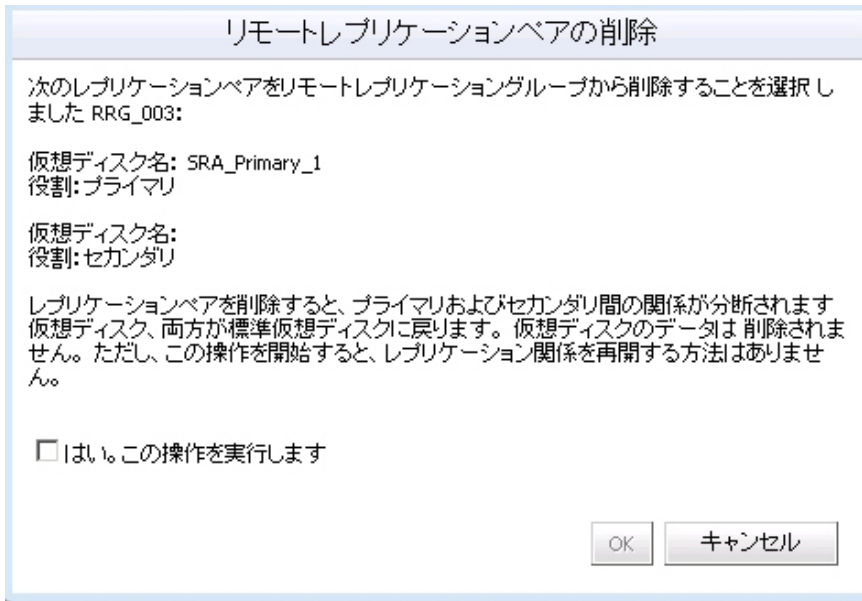 リモートレプリケーションペアの削除
次のレプリケーションペアをリモートレプリケーショングループから削除することを選択し
ました RRG_003:
仮想ディスク名: SRA_Primary_1
役割:プライマリ
仮想ディスク名:
役割:セカンダリ
レプリケーションペアを削除すると、プライマリおよびセカンダリ間の関係が分断されます
仮想ディスク、両方が標準仮想ディスクに戻ります。仮想ディスクのデータは 削除されま
せん。ただし、この操作を開始すると、レプリケーション関係を再開する方法はありませ
ん。
はい。この操作を実行します
OK キャンセル